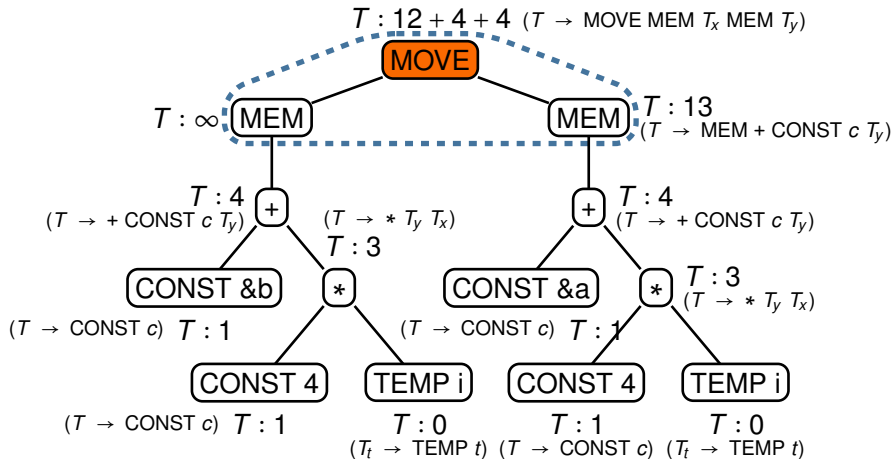 T : 12 + 4 + 4 (T → MOVE MEM Tx MEM Ty)
MOVE
T : ∞ MEM
MEM T : 13
(T → MEM + CONST c Ty)
T : 4
(T → + CONST c Ty)
+
(T → * Ty Tx)
T : 3
+
T : 4
(T → + CONST c Ty)
CONST &b
*
CONST &a
*
T : 3
(T → * Ty Tx)
(T → CONST c) T : 1
(T → CONST c) T : 1
CONST 4
TEMP i
CONST 4
TEMP i
(T → CONST c) T : 1
T : 0
(Tt → TEMP t)
T : 1
(T → CONST c)
T : 0
(Tt → TEMP t)